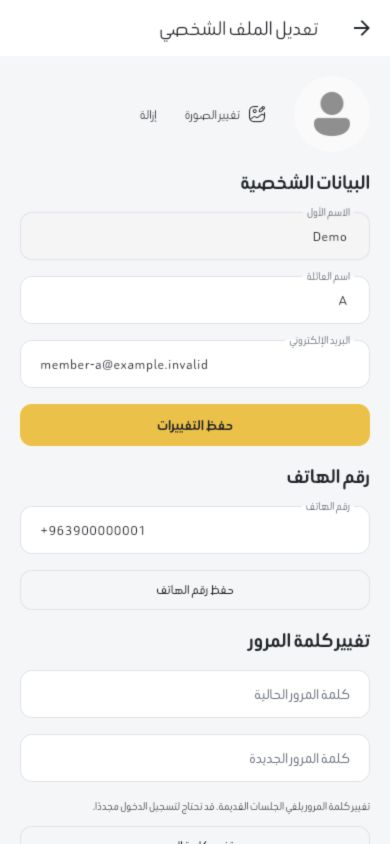 تعديل الملف الشخصي
تغيير الصورة
إزالة
البيانات الشخصية
الاسم الأول
Demo
اسم العائلة
A
البريد الإلكتروني
member-a@example.invalid
حفظ التغييرات
رقم الهاتف
رقم الهاتف
+963900000001
حفظ رقم الهاتف
تغيير كلمة المرور
كلمة المرور الحالية
كلمة المرور الجديدة
تغيير كلمة المرور يلغي الجلسات القديمة. قد تحتاج لتسجيل الدخول مجددًا.